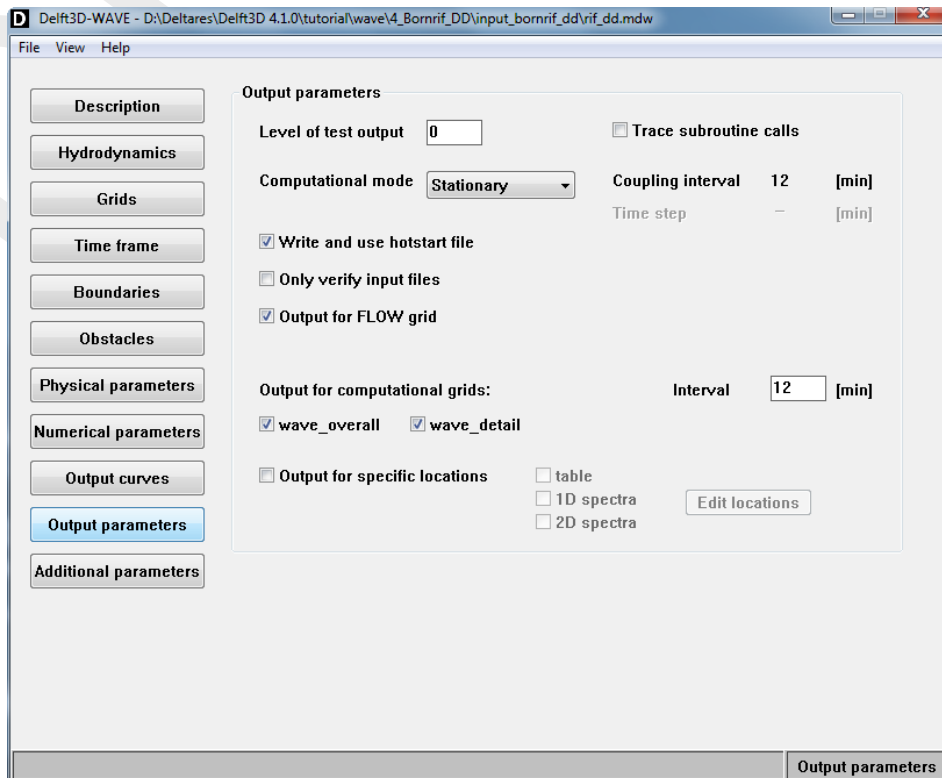 D Delft3D-WAVE - D:\Deltares\Delft3D 4.1.0\tutorial\wave\4_Bornrif_DD\input_bornrif_dd\rif_dd.mdw
File View Help
Description
Hydrodynamics
Grids
Time frame
Boundaries
Obstacles
Physical parameters
Numerical parameters
Output curves
Output parameters
Additional parameters
Output parameters
Level of test output 0 Trace subroutine calls
Computational mode Stationary Coupling interval 12 [min]
Time step – [min]
Write and use hotstart file
Only verify input files
Output for FLOW grid
Output for computational grids: Interval 12 [min]
wave_overall wave_detail
Output for specific locations table
1D spectra Edit locations
2D spectra
Output parameters